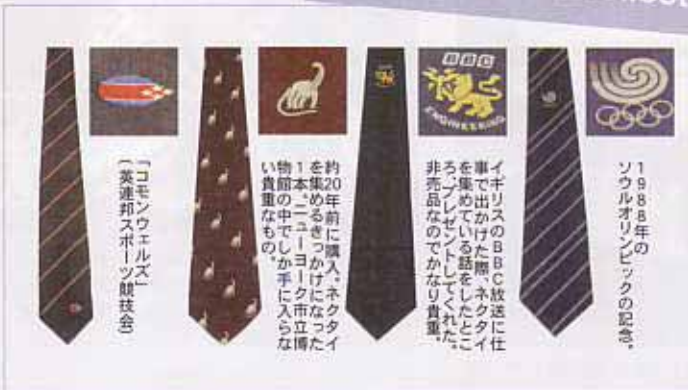 1988年の
ソウルオリンピックの記念。
BBC
ENGINEERING
イギリスのBBC放送に仕
事で出かけた際、ネクタイ
を集めている話をしたとこ
ろ、プレゼントしてくれた。
非売品なのでかなり貴重。
約20年前に購入。ネクタイ
を集めるきっかけになった
1本。ニューヨーク市立博
物館の中でしか手に入らな
い貴重なもの。
「コモンウェルズ」
(英連邦スポーツ競技会)